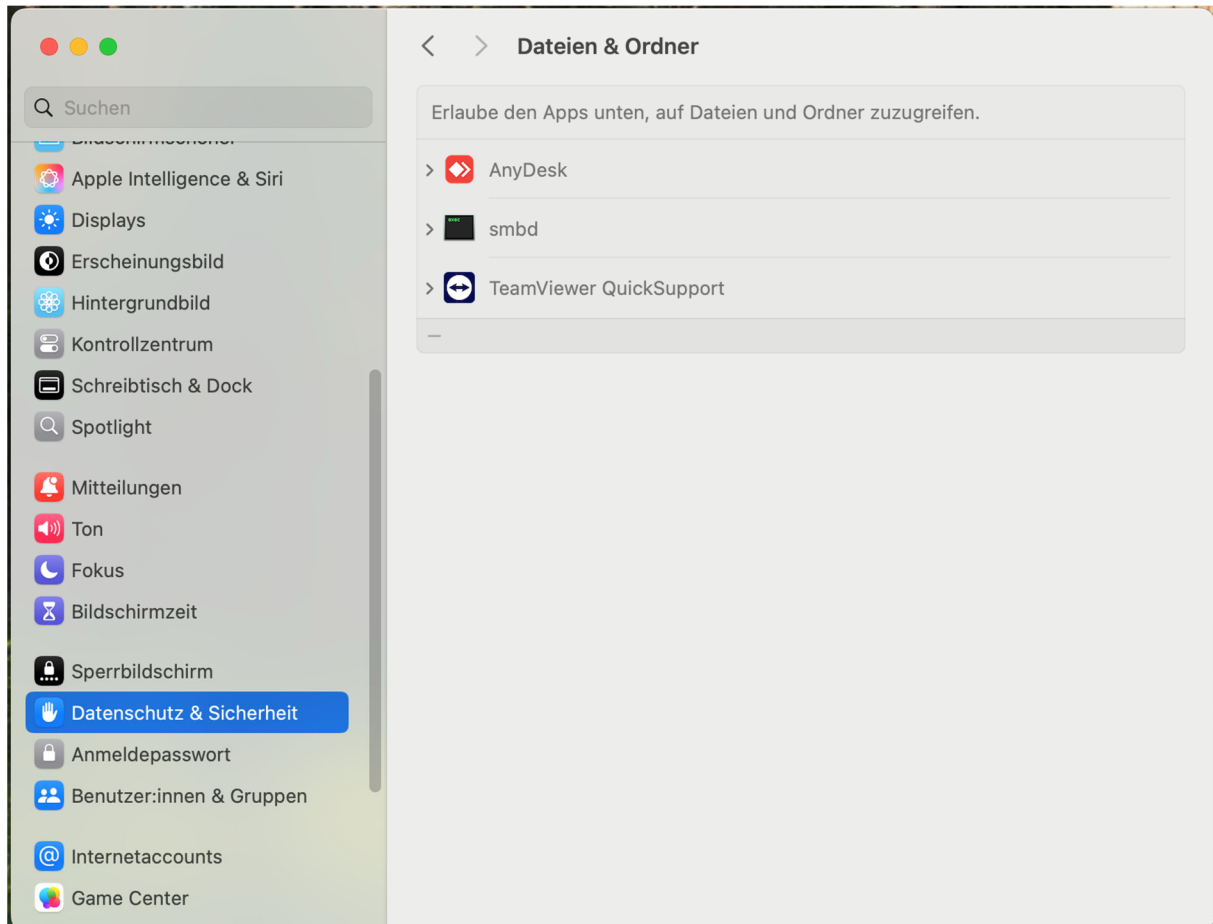 Dateien & Ordner
Suchen
Erlaube den Apps unten, auf Dateien und Ordner zuzugreifen.
Apple Intelligence & Siri
Displays
Erscheinungsbild
Hintergrundbild
Kontrollzentrum
Schreibtisch & Dock
Spotlight
Mitteilungen
Ton
Fokus
Bildschirmzeit
Sperrbildschirm
Datenschutz & Sicherheit
Anmeldepasswort
Benutzer:innen & Gruppen
Internetaccounts
Game Center
AnyDesk
exec
smbd
TeamViewer QuickSupport